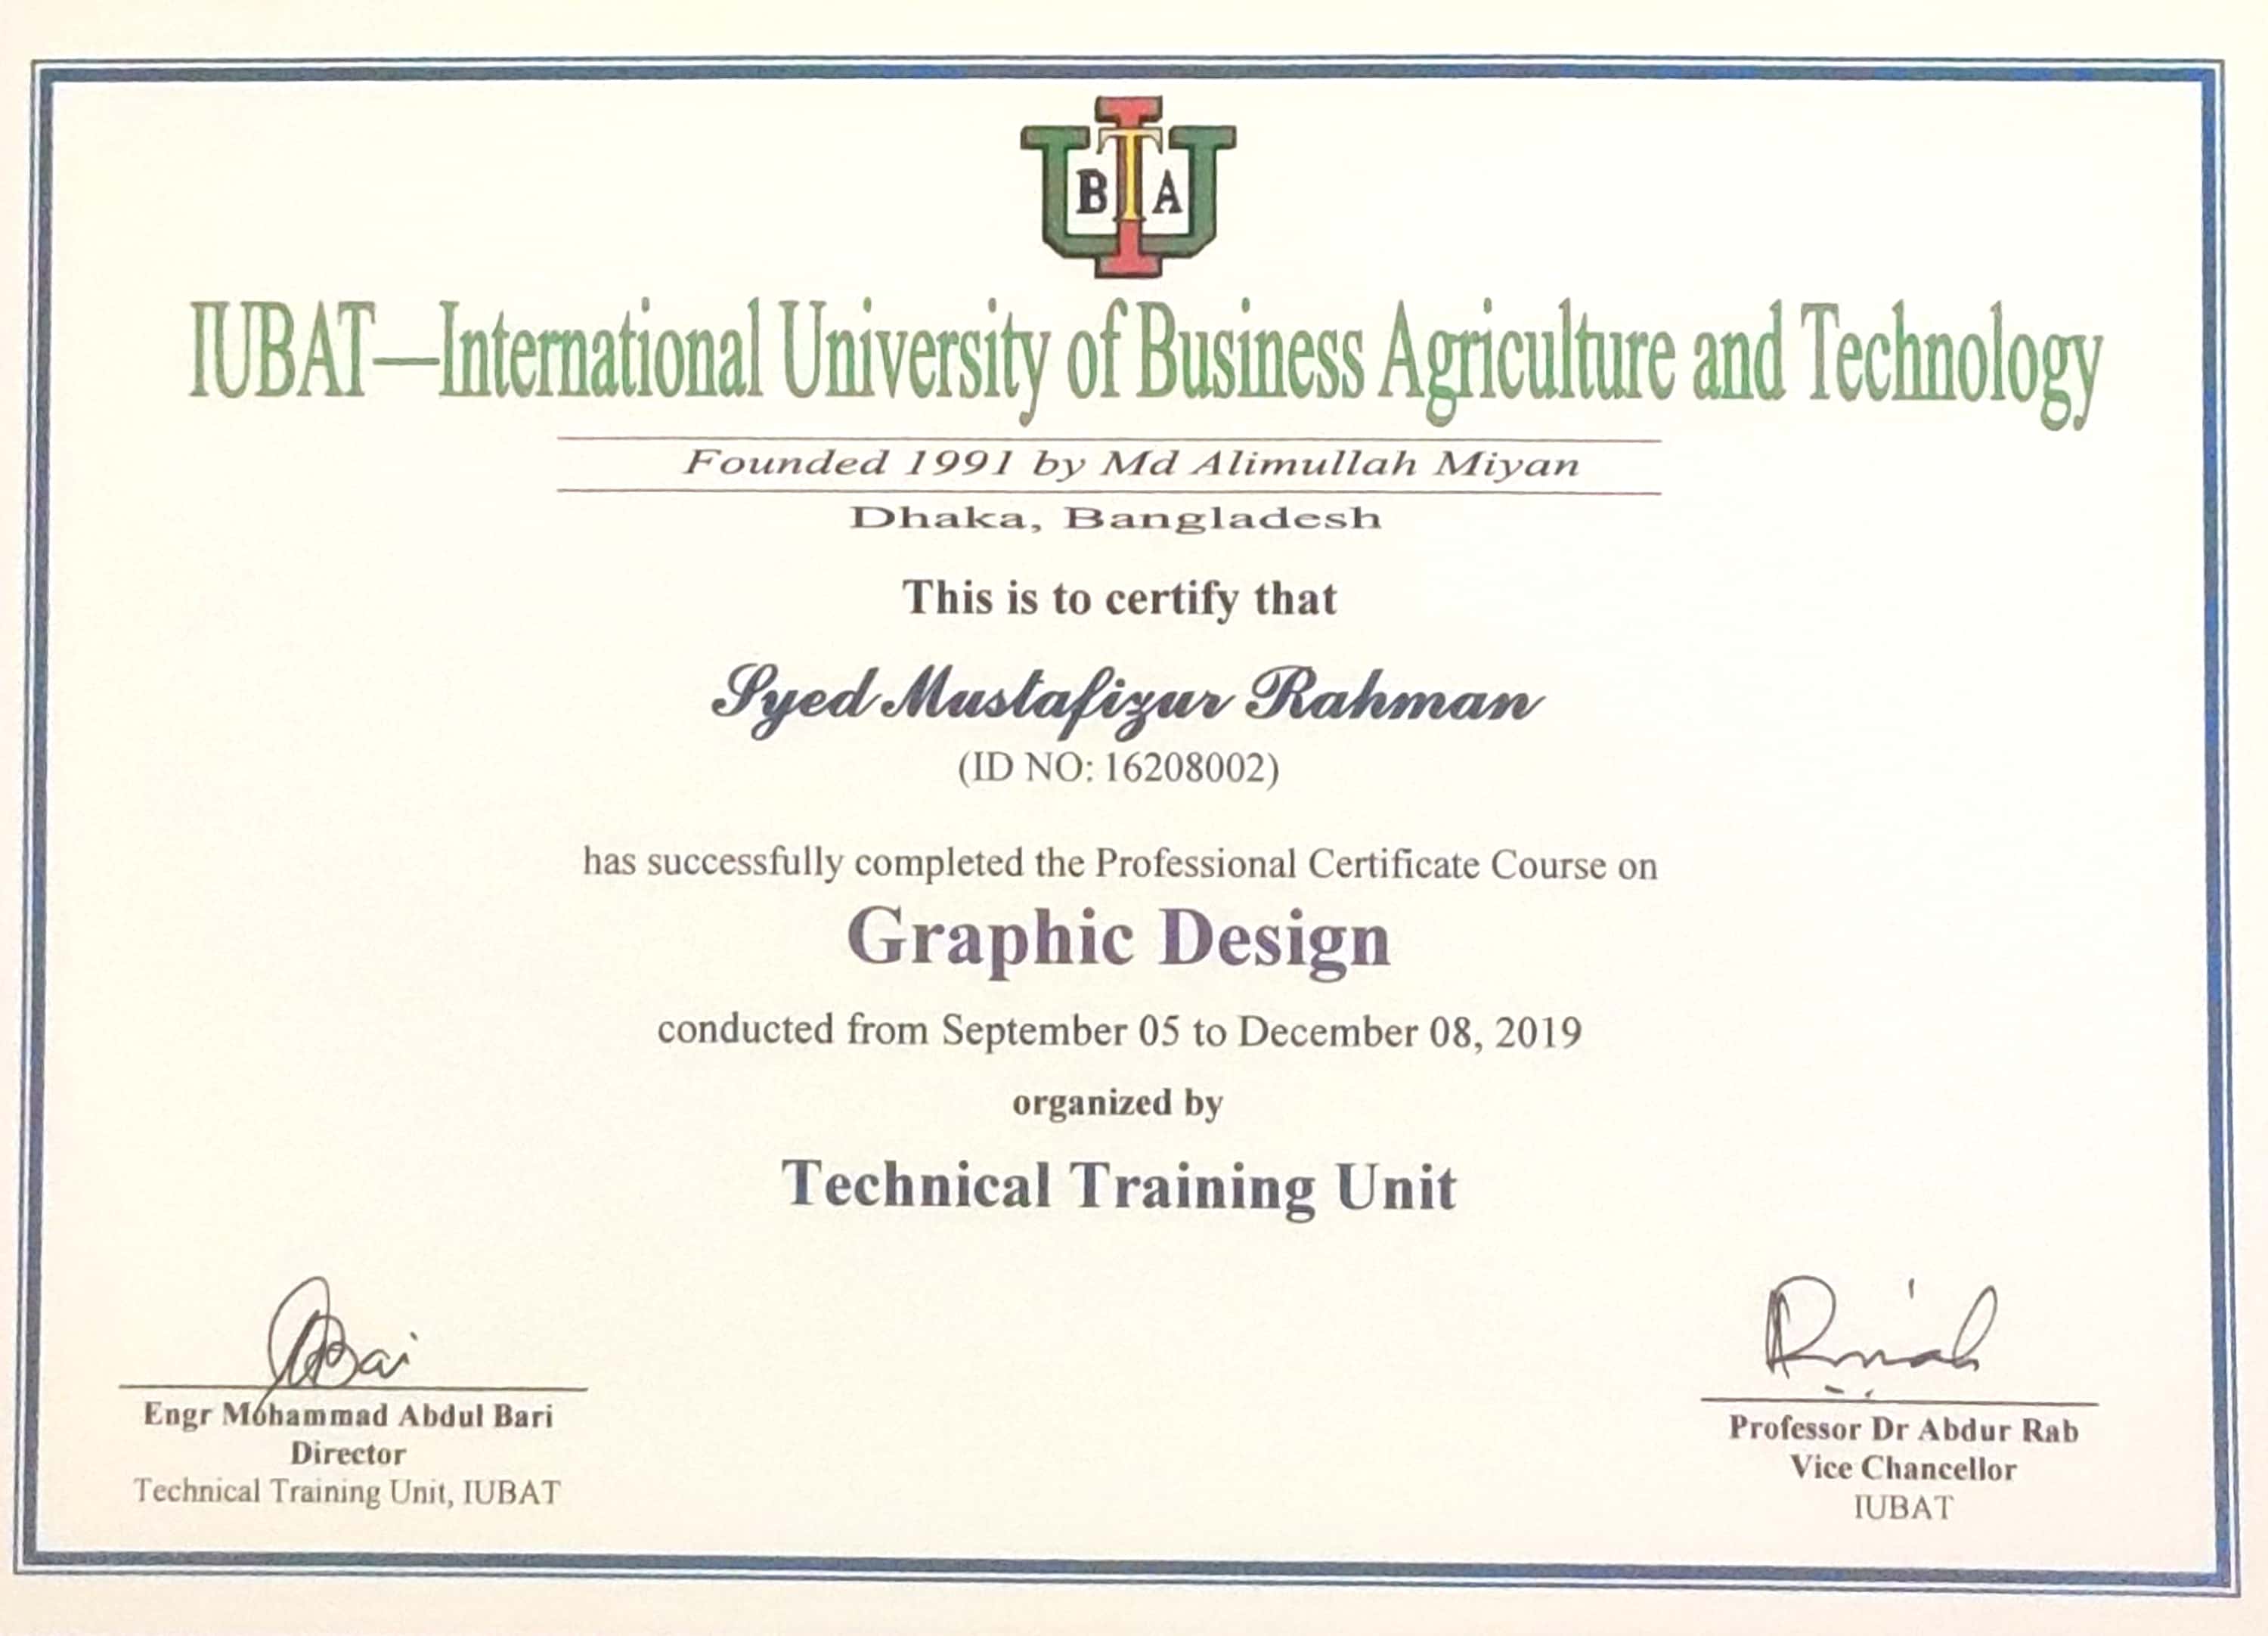 IUBAT
IUBAT—International University of Business Agriculture and Technology
Founded 1991 by Md Alimullah Miyan
Dhaka, Bangladesh
This is to certify that
Syed Mustafizur Rahman
(ID NO: 16208002)
has successfully completed the Professional Certificate Course on
Graphic Design
conducted from September 05 to December 08, 2019
organized by
Technical Training Unit
Engr Mohammad Abdul Bari
Director
Technical Training Unit, IUBAT
Professor Dr Abdur Rab
Vice Chancellor
IUBAT